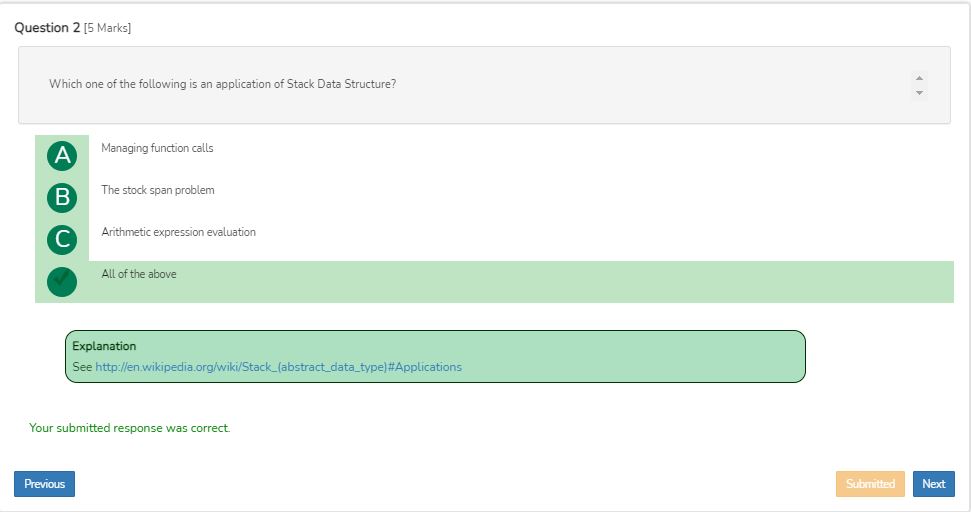 Question 2 [5 Marks]
Which one of the following is an application of Stack Data Structure?
A Managing function calls
B The stock span problem
C Arithmetic expression evaluation
All of the above
Explanation
See http://en.wikipedia.org/wiki/Stack_(abstract_data_type)#Applications
Your submitted response was correct.
Previous Submitted Next